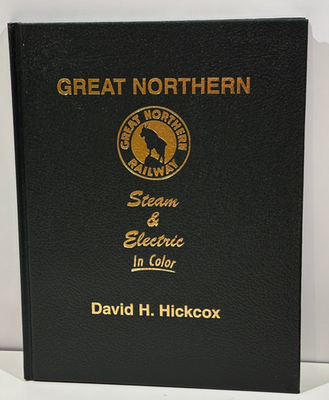 GREAT NORTHERN
GREAT NORTHERN
RAILWAY
Steam
&
Electric
In Color
David H. Hickcox